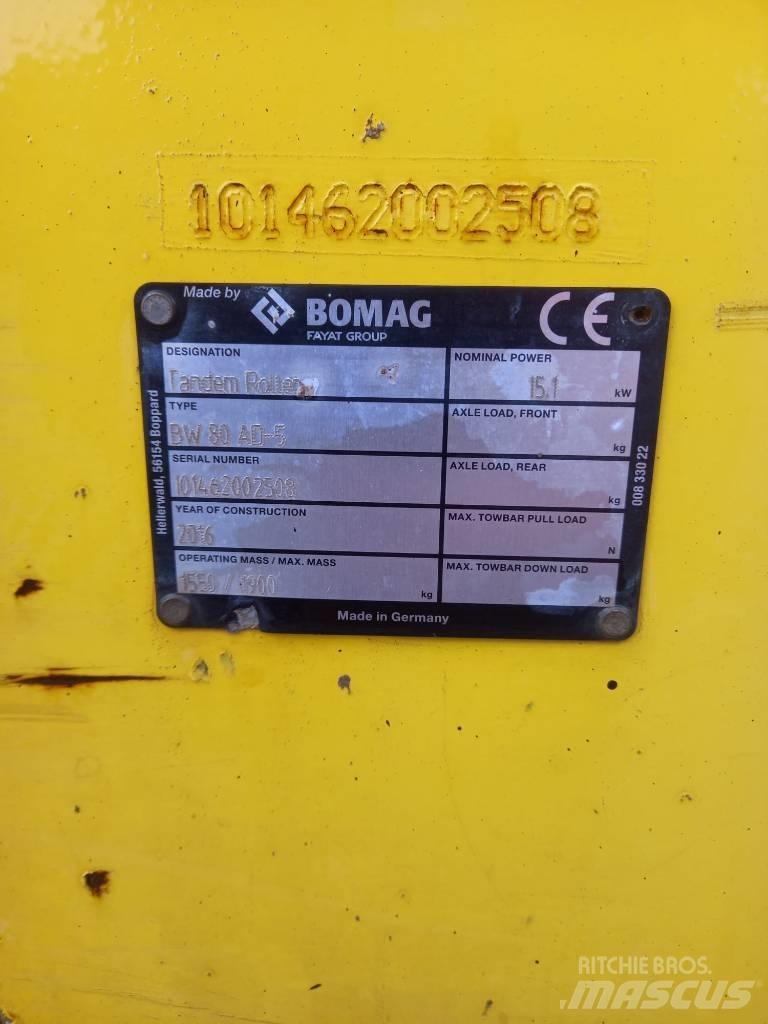 101462002508
Made by BOMAG CE
FAYAT GROUP
DESIGNATION
Tandem Roller
NOMINAL POWER
15.1 kW
TYPE
BW 80 AD-5
AXLE LOAD, FRONT
kg
SERIAL NUMBER
101462002508
AXLE LOAD, REAR
kg
YEAR OF CONSTRUCTION
2016
MAX. TOWBAR PULL LOAD
N
OPERATING MASS / MAX. MASS
1550 / 1900 kg
MAX. TOWBAR DOWN LOAD
kg
Made in Germany
Hellerwald, 56154 Boppard
008 330 22
RITCHIE BROS.
MASCUS